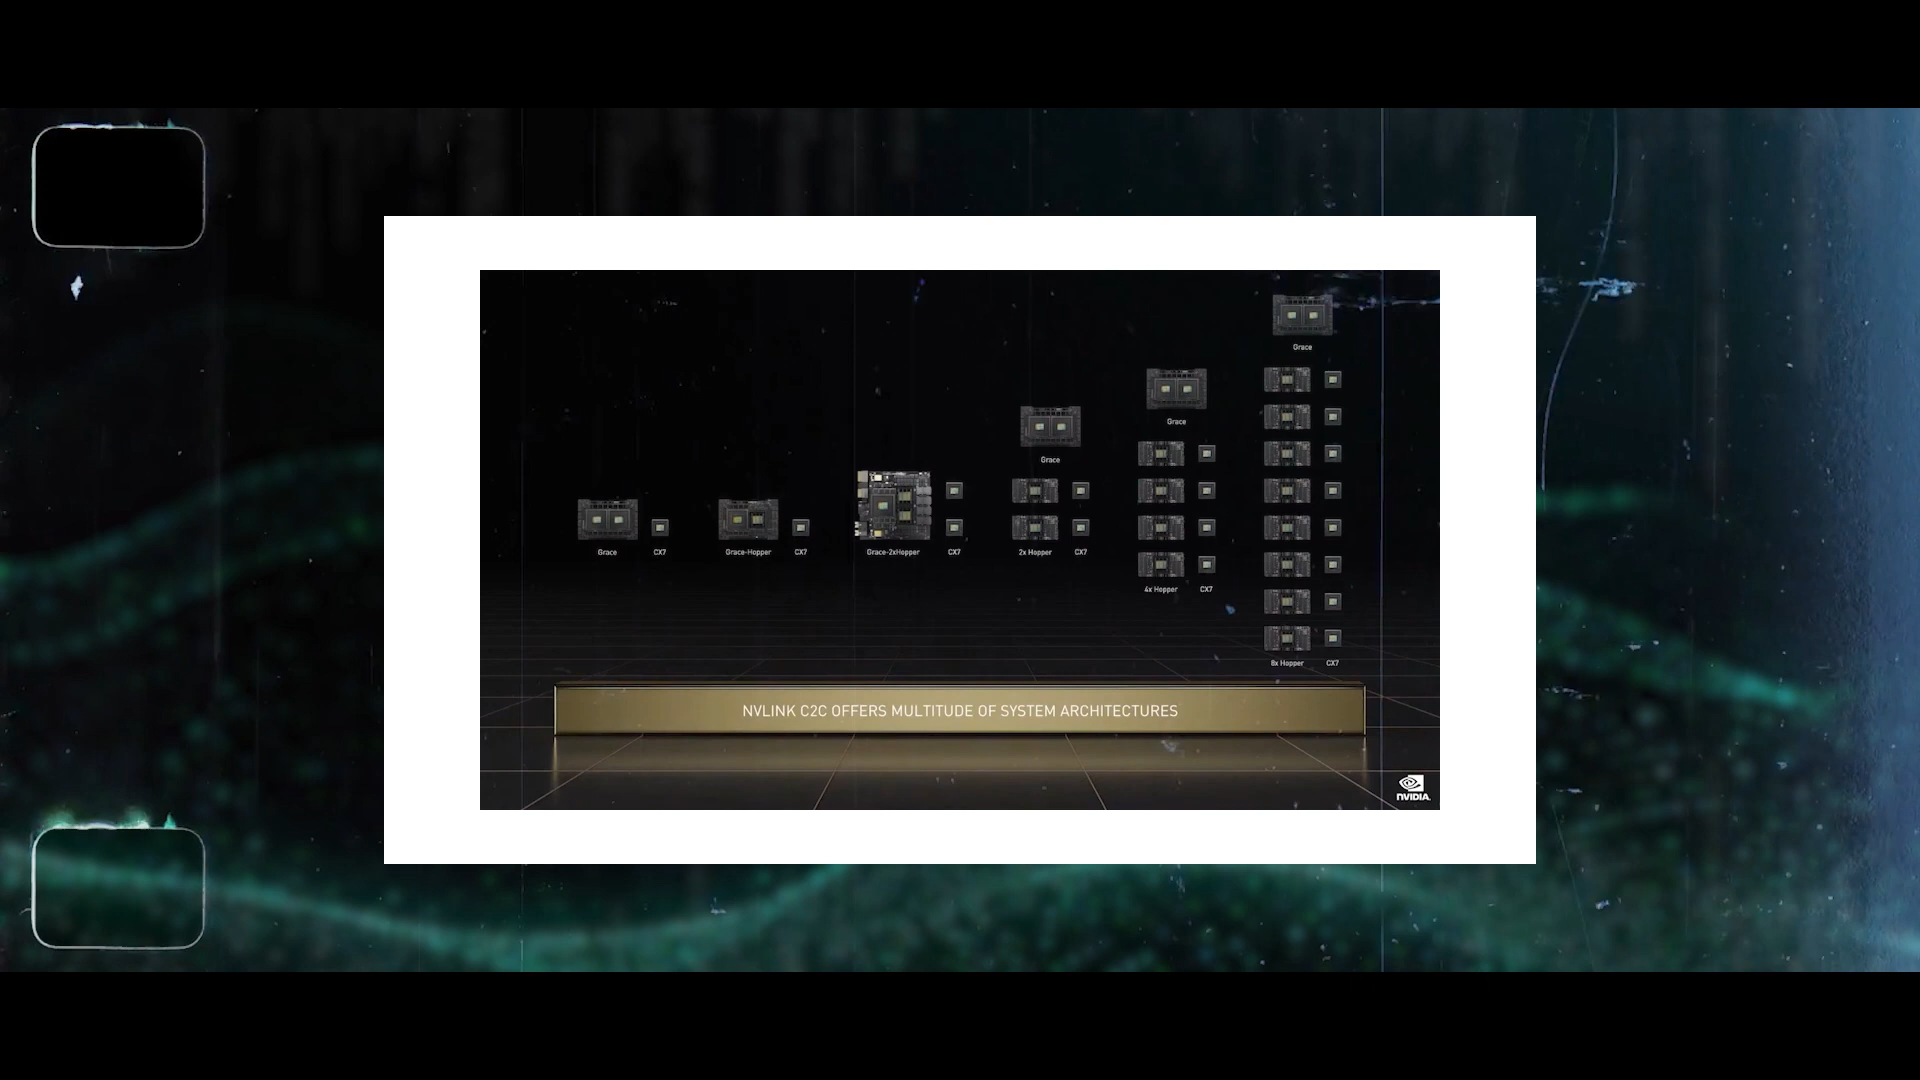 Grace
Grace
Grace
Grace CX7
Grace-Hopper CX7
Grace-2xHopper CX7
2x Hopper CX7
4x Hopper CX7
8x Hopper CX7
NVLINK C2C OFFERS MULTITUDE OF SYSTEM ARCHITECTURES
NVIDIA.